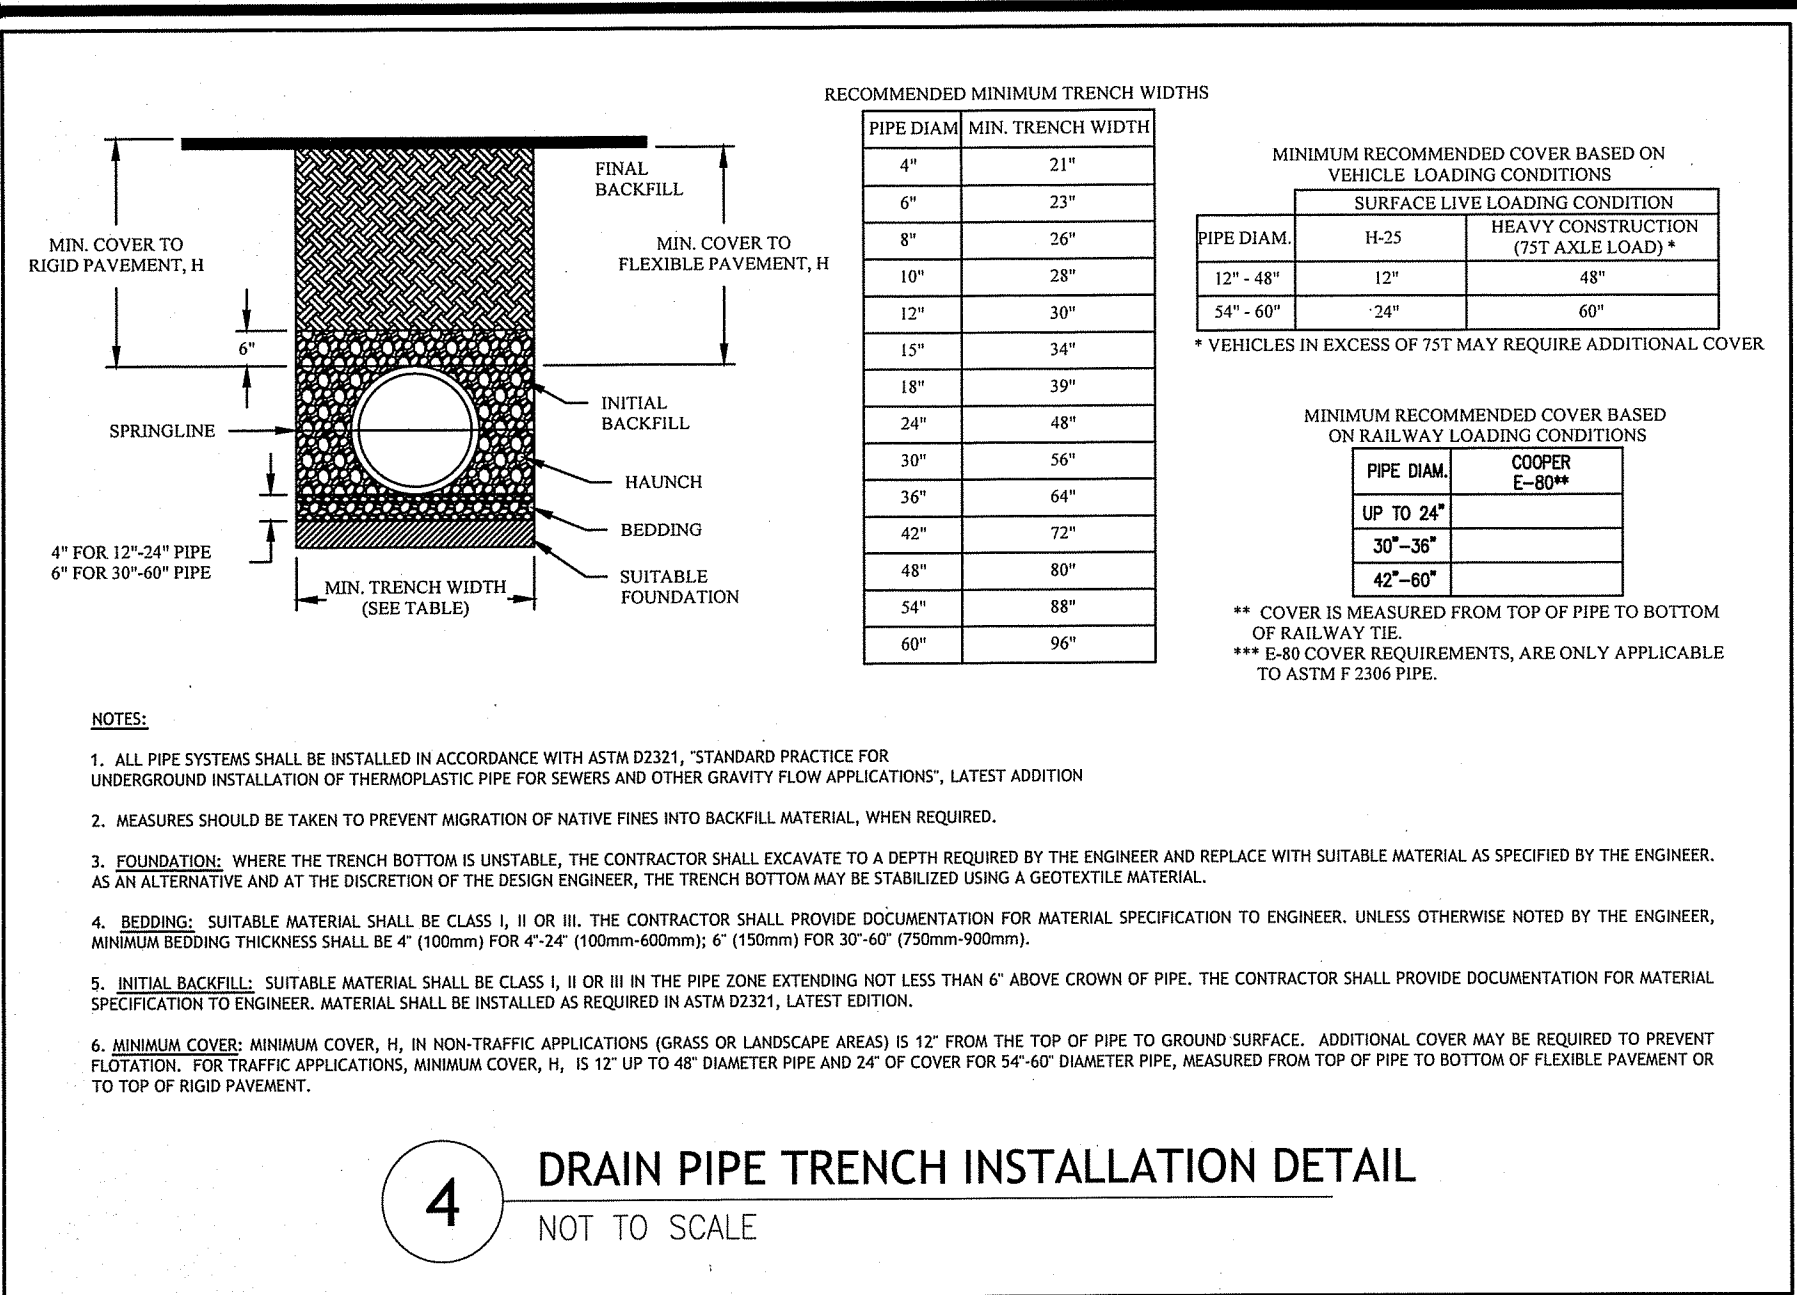 MIN. COVER TO
RIGID PAVEMENT, H
6"
SPRINGLINE
4" FOR 12"-24" PIPE
6" FOR 30"-60" PIPE
MIN. TRENCH WIDTH
(SEE TABLE)
FINAL
BACKFILL
MIN. COVER TO
FLEXIBLE PAVEMENT, H
INITIAL
BACKFILL
HAUNCH
BEDDING
SUITABLE
FOUNDATION
RECOMMENDED MINIMUM TRENCH WIDTHS
PIPE DIAM MIN. TRENCH WIDTH
4" 21"
6" 23"
8" 26"
10" 28"
12" 30"
15" 34"
18" 39"
24" 48"
30" 56"
36" 64"
42" 72"
48" 80"
54" 88"
60" 96"
MINIMUM RECOMMENDED COVER BASED ON
VEHICLE LOADING CONDITIONS
SURFACE LIVE LOADING CONDITION
PIPE DIAM. H-25 HEAVY CONSTRUCTION
(75T AXLE LOAD) *
12" - 48" 12" 48"
54" - 60" 24" 60"
* VEHICLES IN EXCESS OF 75T MAY REQUIRE ADDITIONAL COVER
MINIMUM RECOMMENDED COVER BASED
ON RAILWAY LOADING CONDITIONS
PIPE DIAM. COOPER
E-80**
UP TO 24"
30"-36"
42"-60"
** COVER IS MEASURED FROM TOP OF PIPE TO BOTTOM
OF RAILWAY TIE.
*** E-80 COVER REQUIREMENTS, ARE ONLY APPLICABLE
TO ASTM F 2306 PIPE.
NOTES:
1. ALL PIPE SYSTEMS SHALL BE INSTALLED IN ACCORDANCE WITH ASTM D2321, "STANDARD PRACTICE FOR
UNDERGROUND INSTALLATION OF THERMOPLASTIC PIPE FOR SEWERS AND OTHER GRAVITY FLOW APPLICATIONS", LATEST ADDITION
2. MEASURES SHOULD BE TAKEN TO PREVENT MIGRATION OF NATIVE FINES INTO BACKFILL MATERIAL, WHEN REQUIRED.
3. FOUNDATION: WHERE THE TRENCH BOTTOM IS UNSTABLE, THE CONTRACTOR SHALL EXCAVATE TO A DEPTH REQUIRED BY THE ENGINEER AND REPLACE WITH SUITABLE MATERIAL AS SPECIFIED BY THE ENGINEER.
AS AN ALTERNATIVE AND AT THE DISCRETION OF THE DESIGN ENGINEER, THE TRENCH BOTTOM MAY BE STABILIZED USING A GEOTEXTILE MATERIAL.
4. BEDDING: SUITABLE MATERIAL SHALL BE CLASS I, II OR III. THE CONTRACTOR SHALL PROVIDE DOCUMENTATION FOR MATERIAL SPECIFICATION TO ENGINEER. UNLESS OTHERWISE NOTED BY THE ENGINEER,
MINIMUM BEDDING THICKNESS SHALL BE 4" (100mm) FOR 4"-24" (100mm-600mm); 6" (150mm) FOR 30"-60" (750mm-900mm).
5. INITIAL BACKFILL: SUITABLE MATERIAL SHALL BE CLASS I, II OR III IN THE PIPE ZONE EXTENDING NOT LESS THAN 6" ABOVE CROWN OF PIPE. THE CONTRACTOR SHALL PROVIDE DOCUMENTATION FOR MATERIAL
SPECIFICATION TO ENGINEER. MATERIAL SHALL BE INSTALLED AS REQUIRED IN ASTM D2321, LATEST EDITION.
6. MINIMUM COVER: MINIMUM COVER, H, IN NON-TRAFFIC APPLICATIONS (GRASS OR LANDSCAPE AREAS) IS 12" FROM THE TOP OF PIPE TO GROUND SURFACE. ADDITIONAL COVER MAY BE REQUIRED TO PREVENT
FLOTATION. FOR TRAFFIC APPLICATIONS, MINIMUM COVER, H, IS 12" UP TO 48" DIAMETER PIPE AND 24" OF COVER FOR 54"-60" DIAMETER PIPE, MEASURED FROM TOP OF PIPE TO BOTTOM OF FLEXIBLE PAVEMENT OR
TO TOP OF RIGID PAVEMENT.
4 DRAIN PIPE TRENCH INSTALLATION DETAIL
NOT TO SCALE